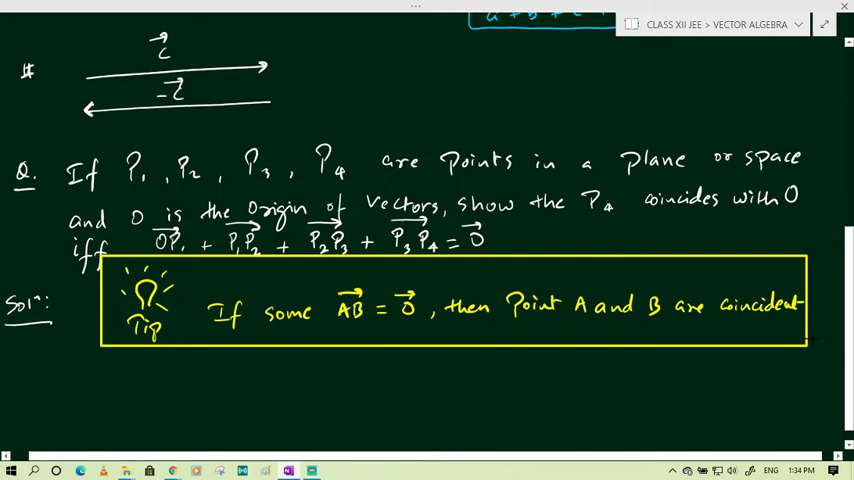 CLASS XII JEE > VECTOR ALGEBRA
# c⃗
-c⃗
Q. If P₁, P₂, P₃, P₄ are points in a plane or space
and O is the origin of vectors, show the P₄ coincides with O
iff OP₁⃗ + P₁P₂⃗ + P₂P₃⃗ + P₃P₄⃗ = 0⃗
Solⁿ:
Tip If some AB⃗ = 0⃗, then Point A and B are coincident
ENG 1:34 PM